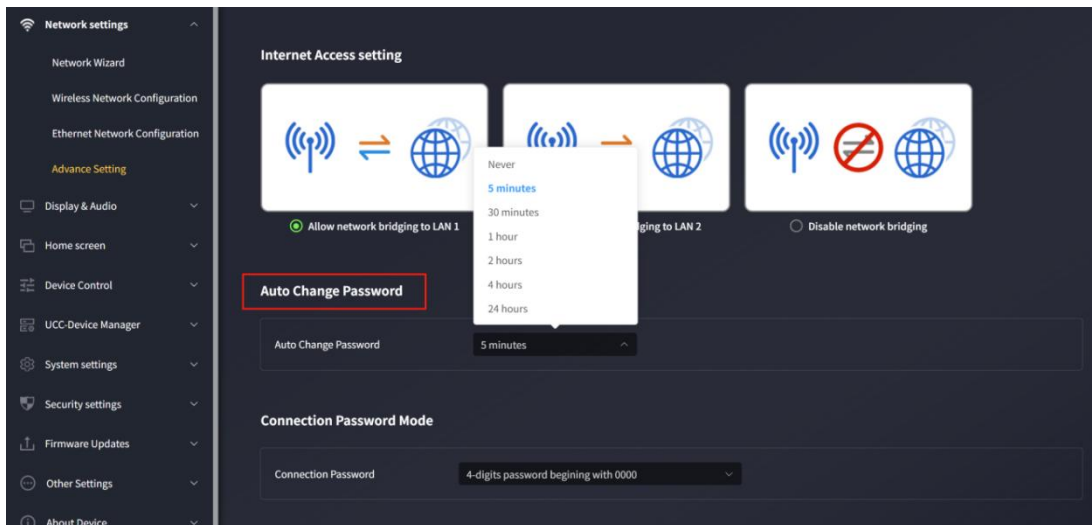 Network settings
Network Wizard
Wireless Network Configuration
Ethernet Network Configuration
Advance Setting
Display & Audio
Home screen
Device Control
UCC-Device Manager
System settings
Security settings
Firmware Updates
Other Settings
About Device
Internet Access setting
Allow network bridging to LAN 1
ging to LAN 2
Disable network bridging
Never
5 minutes
30 minutes
1 hour
2 hours
4 hours
24 hours
Auto Change Password
Auto Change Password
5 minutes
Connection Password Mode
Connection Password
4-digits password begining with 0000